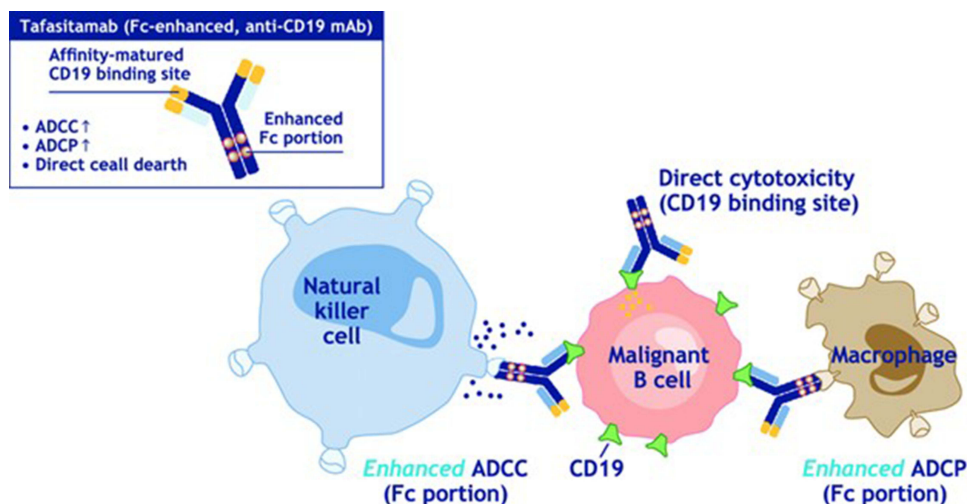 Tafasitamab (Fc-enhanced, anti-CD19 mAb)
Affinity-matured
CD19 binding site
Enhanced
Fc portion
• ADCC↑
• ADCP↑
• Direct ceall dearth
Direct cytotoxicity
(CD19 binding site)
Natural
killer
cell
Malignant
B cell
Macrophage
Enhanced ADCC
(Fc portion)
CD19
Enhanced ADCP
(Fc portion)